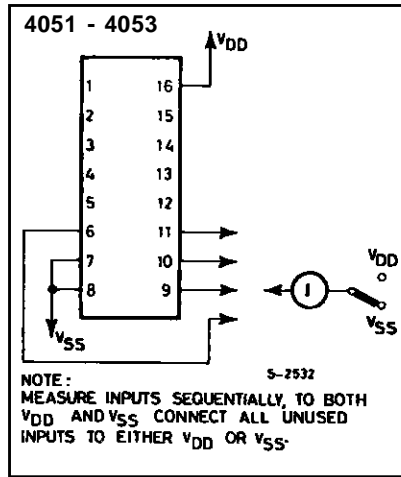 4051 - 4053
VDD
1 16
2 15
3 14
4 13
5 12
6 11
7 10
8 9
VDD
I
VSS
VSS
S-2532
NOTE:
MEASURE INPUTS SEQUENTIALLY, TO BOTH
VDD AND VSS CONNECT ALL UNUSED
INPUTS TO EITHER VDD OR VSS.